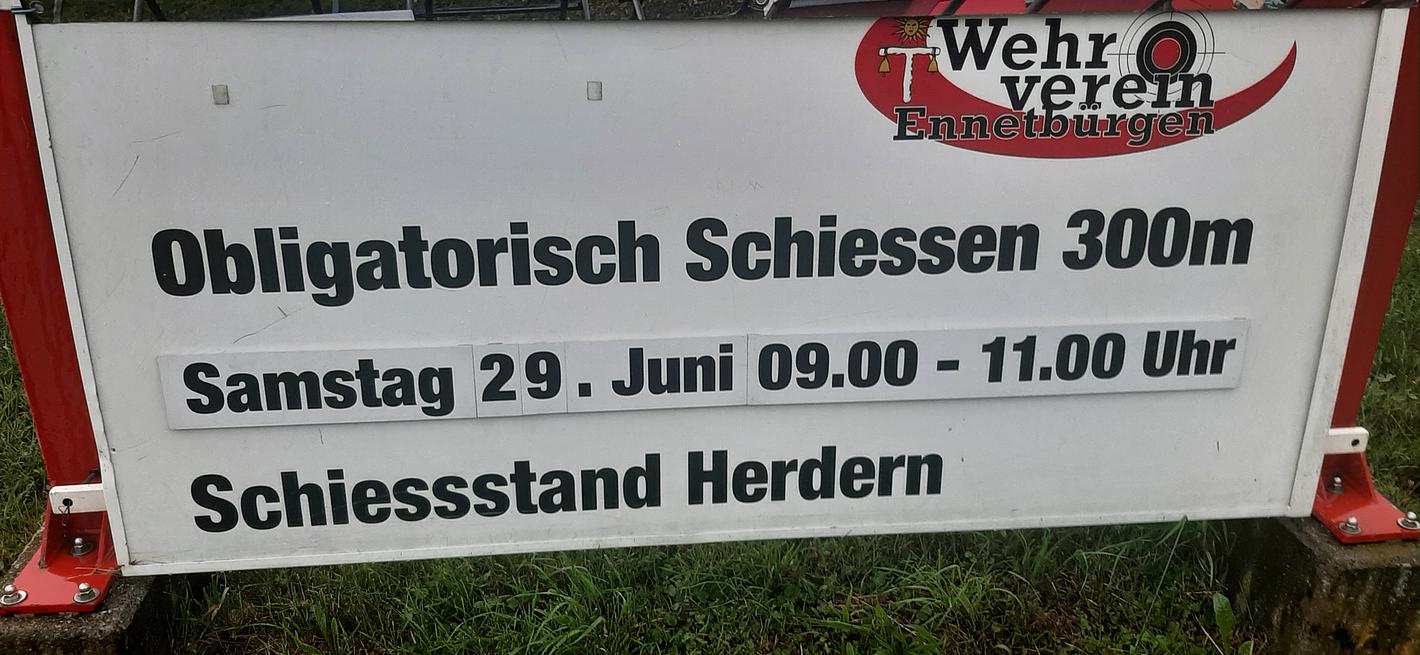 Wehr
verein
Ennetbürgen
Obligatorisch Schiessen 300m
Samstag 29. Juni 09.00 - 11.00 Uhr
Schiessstand Herdern